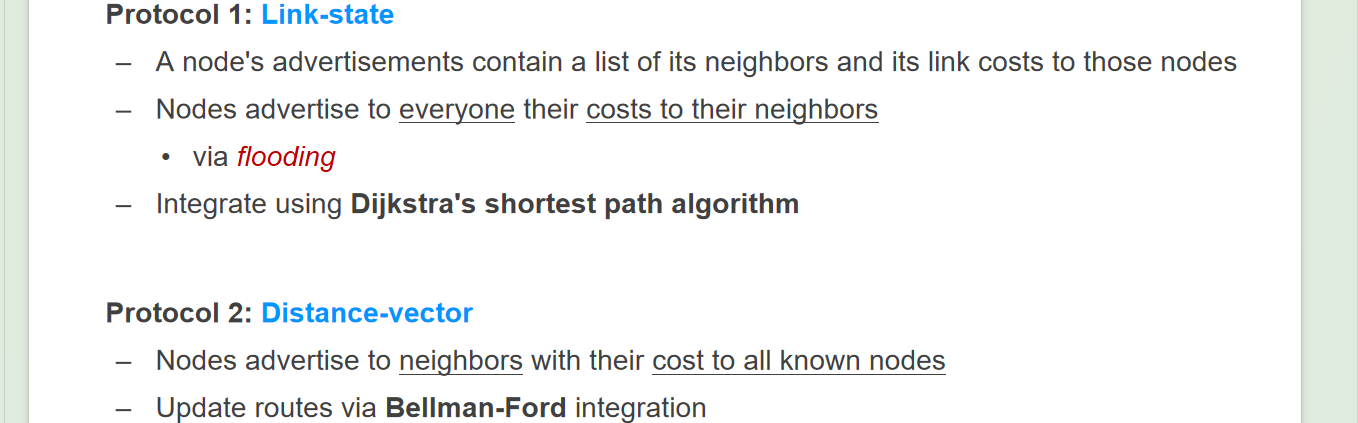 Protocol 1: Link-state
– A node's advertisements contain a list of its neighbors and its link costs to those nodes
– Nodes advertise to everyone their costs to their neighbors
• via flooding
– Integrate using Dijkstra's shortest path algorithm
Protocol 2: Distance-vector
– Nodes advertise to neighbors with their cost to all known nodes
– Update routes via Bellman-Ford integration